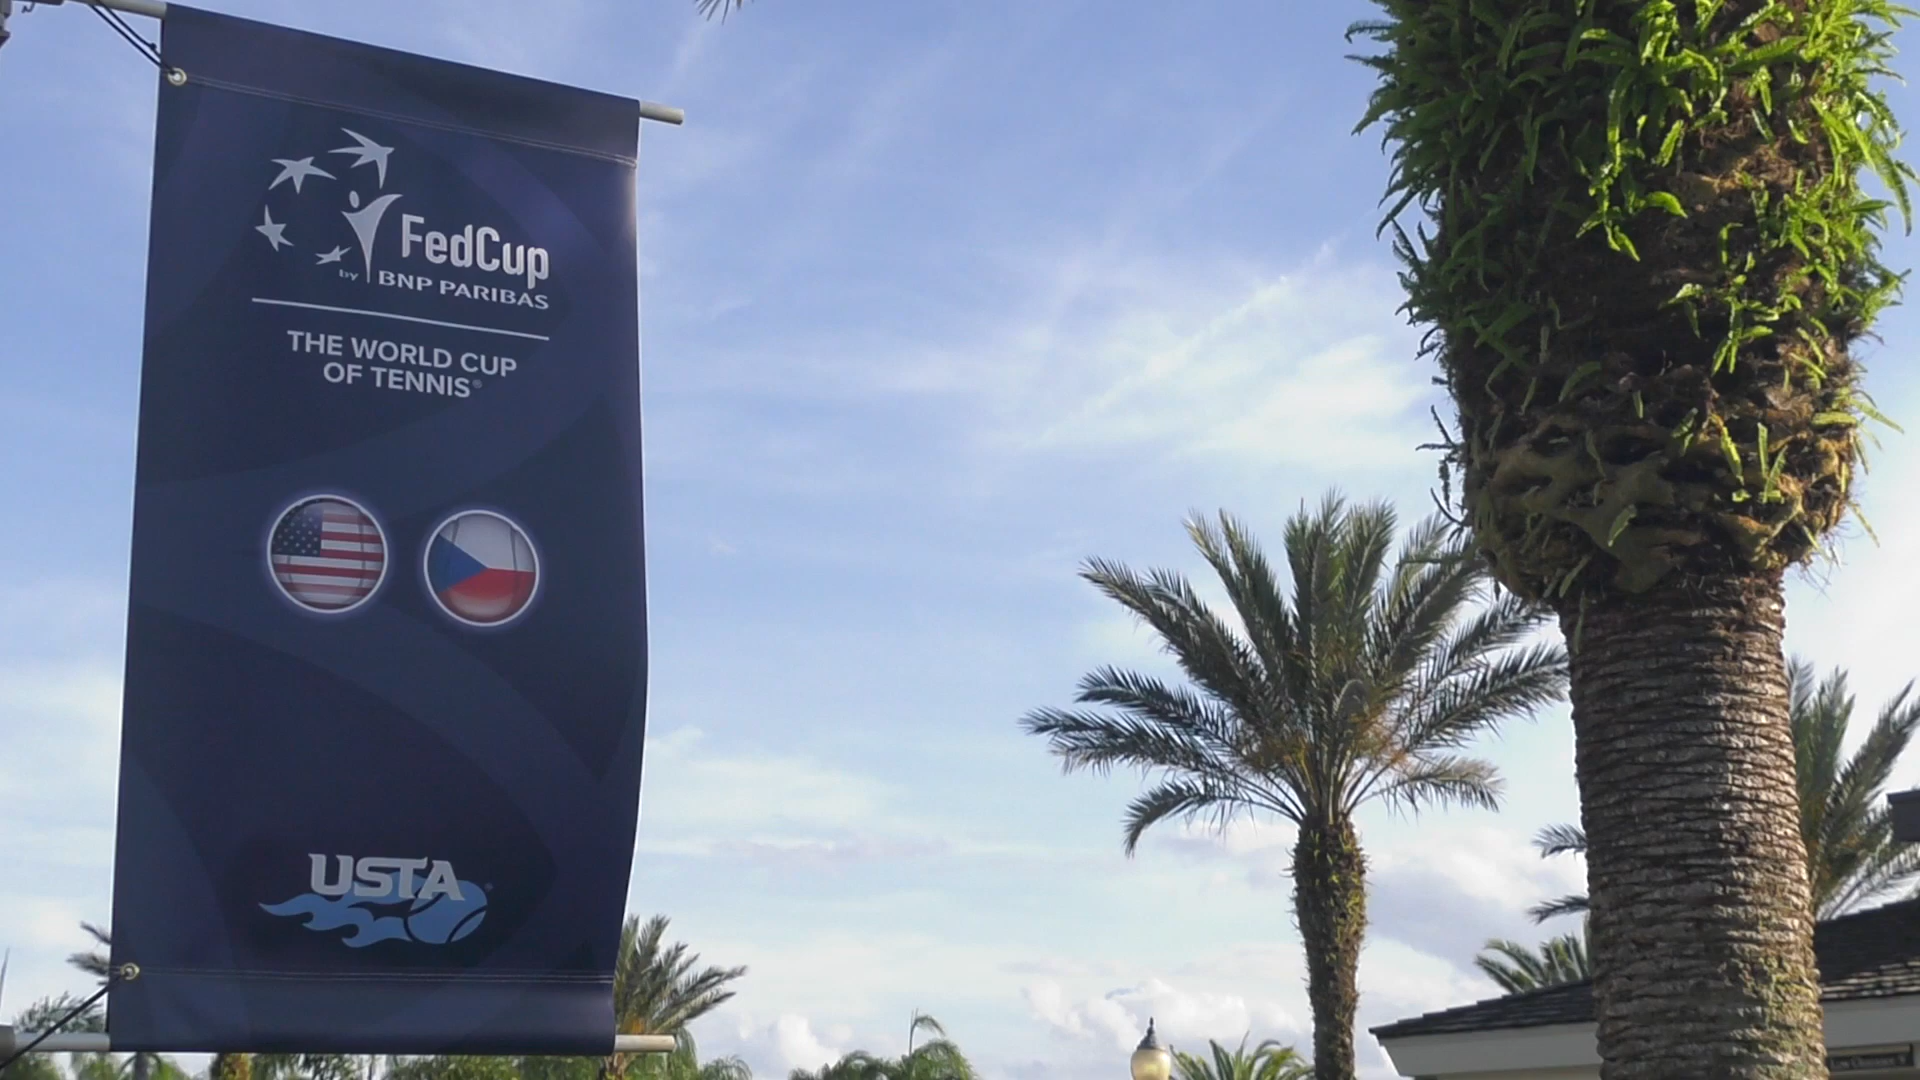 FedCup
by BNP PARIBAS
THE WORLD CUP
OF TENNIS®
USTA